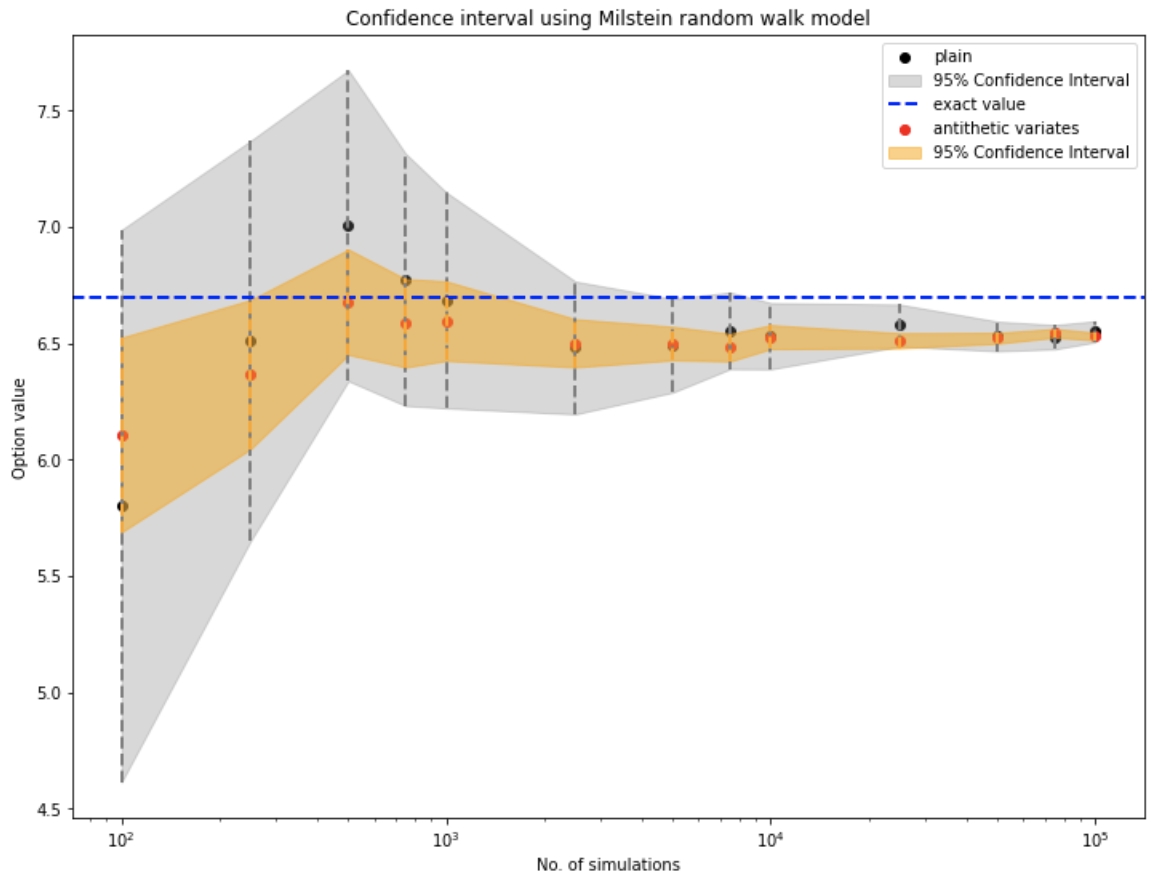 Confidence interval using Milstein random walk model
plain
95% Confidence Interval
exact value
antithetic variates
95% Confidence Interval
7.5
7.0
6.5
6.0
5.5
5.0
4.5
Option value
10²
10³
10⁴
10⁵
No. of simulations